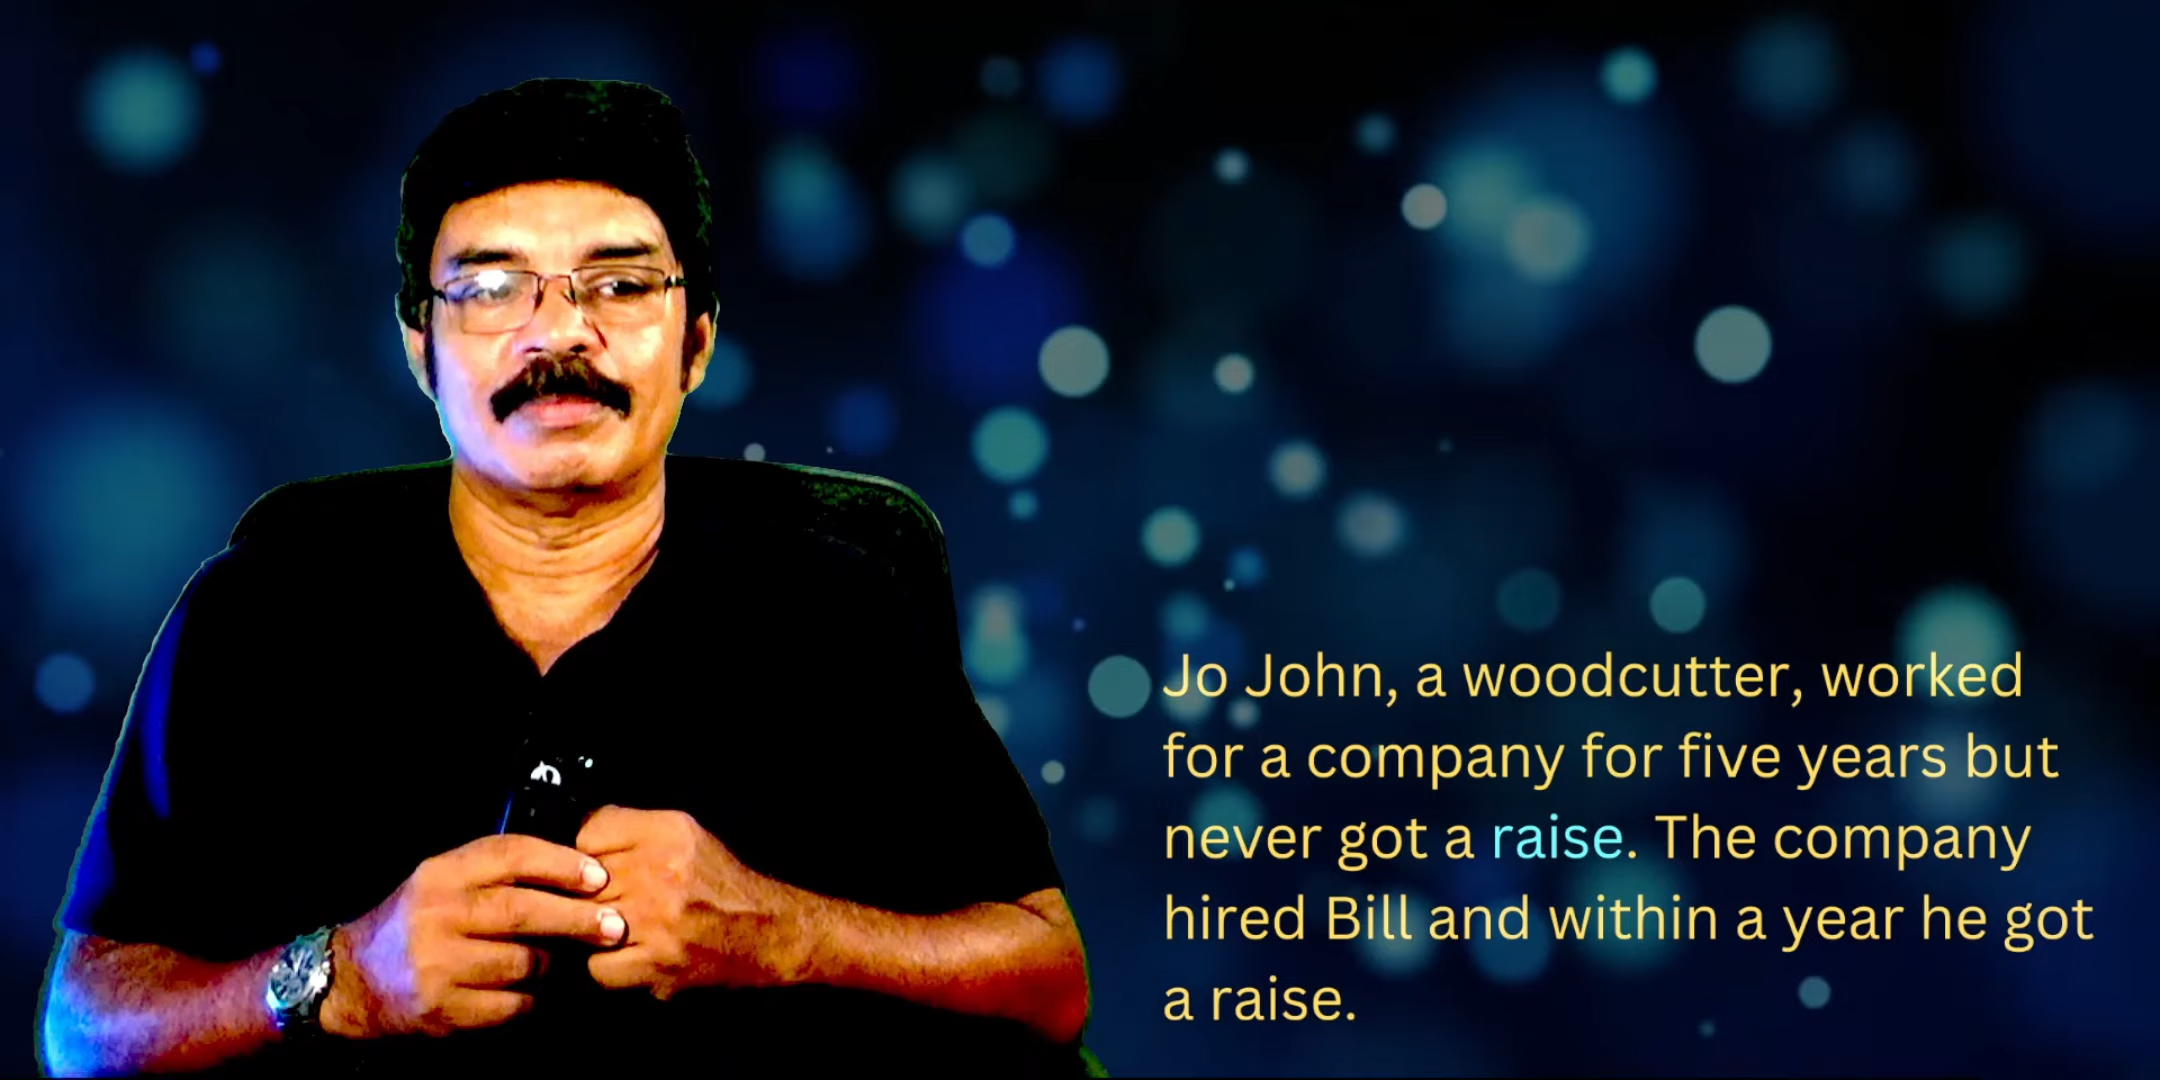 Jo John, a woodcutter, worked
for a company for five years but
never got a raise. The company
hired Bill and within a year he got
a raise.